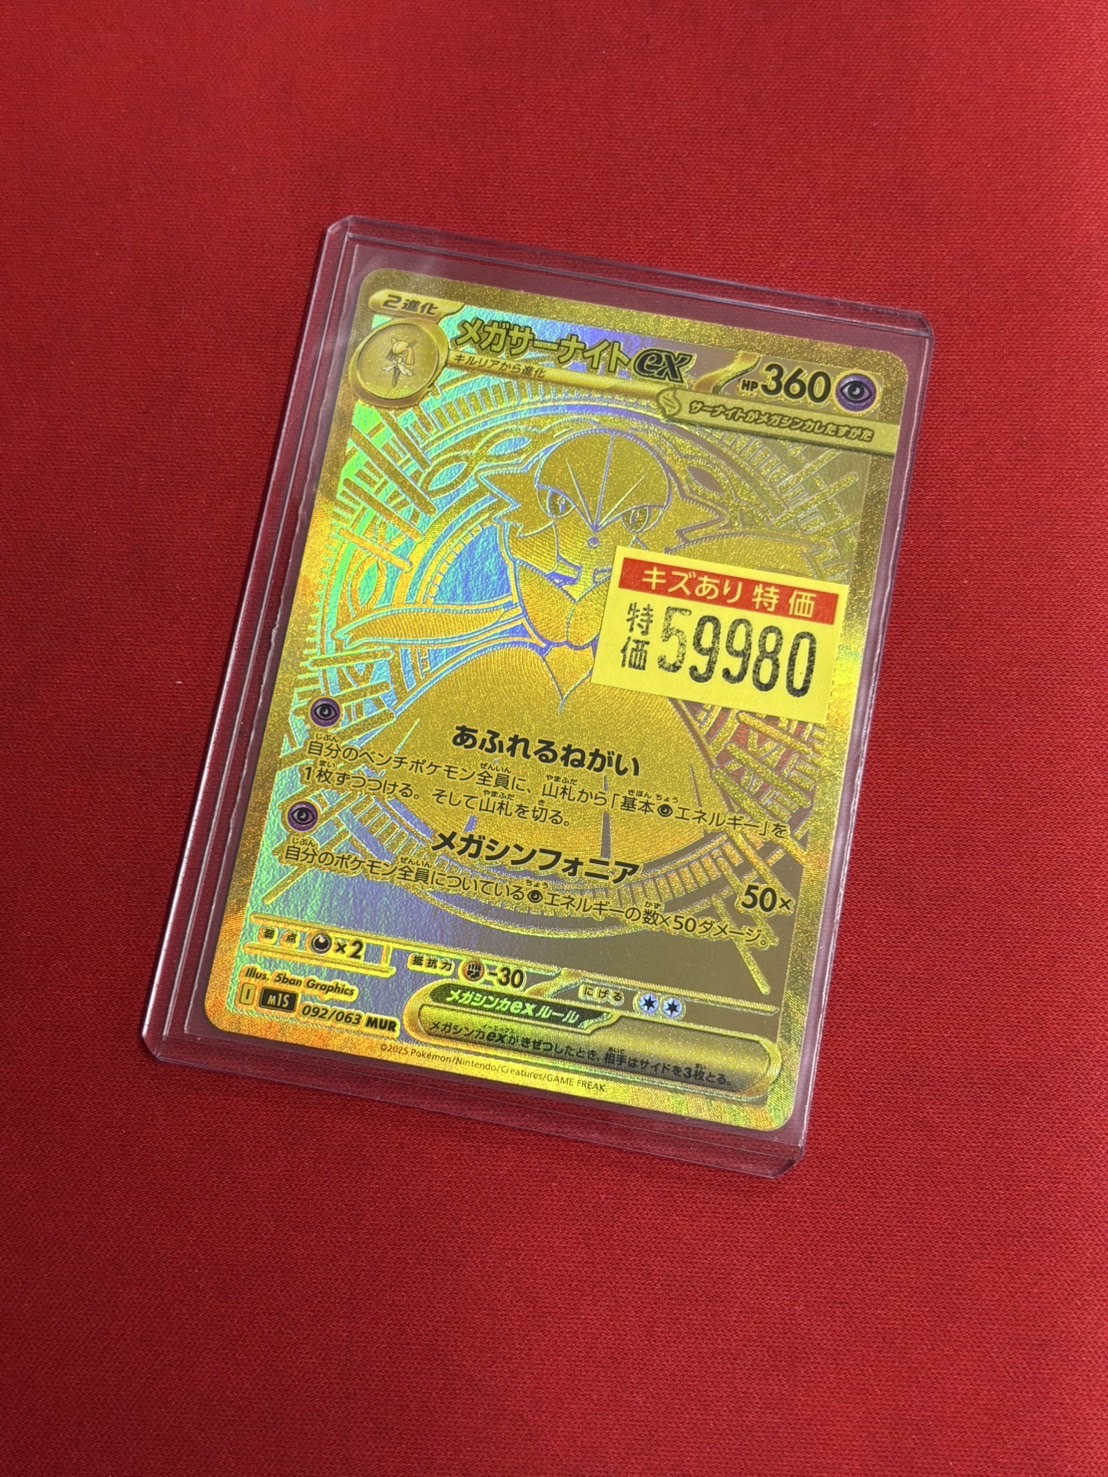 2進化
メガサーナイトex
HP360
キルリアから進化
サーナイトがメガシンカしたすがた
キズあり 特価
特価 59980
あふれるねがい
自分のベンチポケモン全員に、山札から「基本エネルギー」を
1枚ずつつける。そして山札を切る。
メガシンフォニア
50×
自分のポケモン全員についているエネルギーの数×50ダメージ。
弱点 ×2 抵抗力 -30 にげる
Illus. 5ban Graphics
I M1S 092/063 MUR
メガシンカexルール
メガシンカexがきぜつしたとき、相手はサイドを3枚とる。
©2025 Pokémon/Nintendo/Creatures/GAME FREAK.